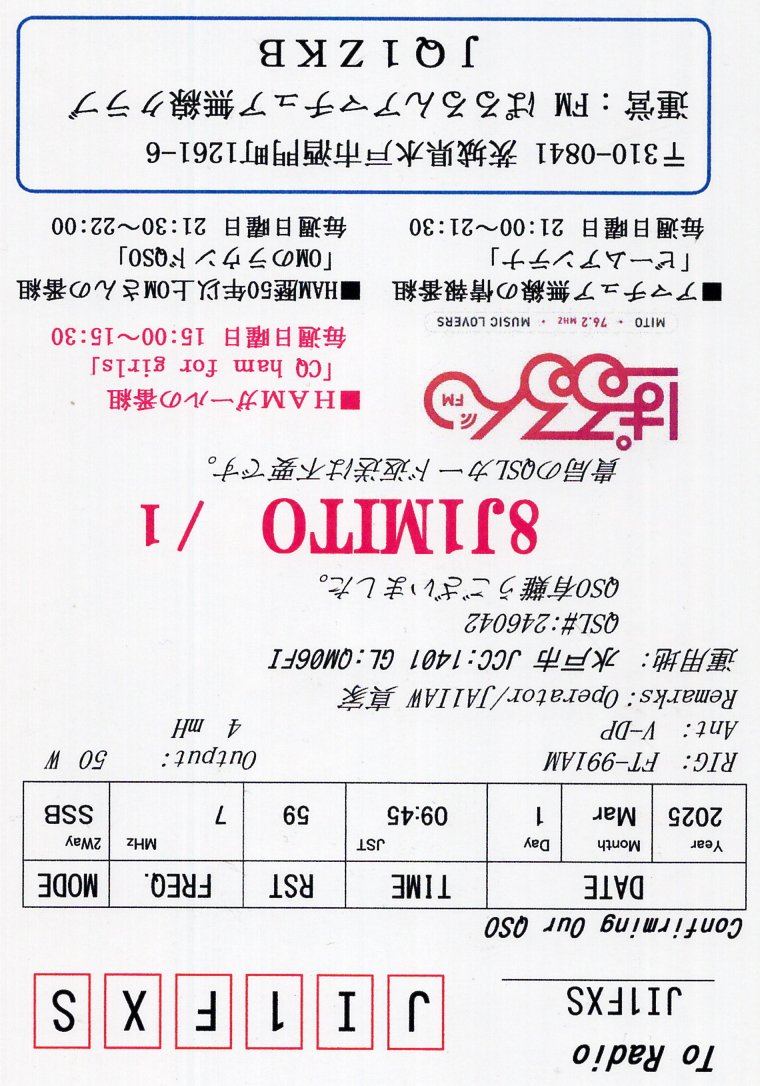 To Radio
JI1FXS
J I 1 F X S
Confirming Our QSO
DATE TIME RST FREQ. MODE
Year Month Day JST MHz 2Way
2025 Mar 1 09:45 59 7 SSB
RIG: FT-991AM Output: 50 W
Ant: V-DP 4 mH
Remarks:Operator/JA1IAW 真家
運用地: 水戸市 JCC:1401 GL:QM06FI
QSL#:246042
QSO有難うございました。
8J1MITO /1
貴局のQSLカード返送は不要です。
ぱるるん
FM
MITO・76.2 MHZ・MUSIC LOVERS
■HAMガールの番組
「CQ ham for girls」
毎週日曜日 15:00~15:30
■アマチュア無線の情報番組
「ビームアンテナ」
毎週日曜日 21:00~21:30
■HAM歴50年以上OMさんの番組
「OMのラウンドQSO」
毎週日曜日 21:30~22:00
〒310-0841 茨城県水戸市酒門町1261-6
運営:FM ぱるるんアマチュア無線クラブ
JQ1ZKB